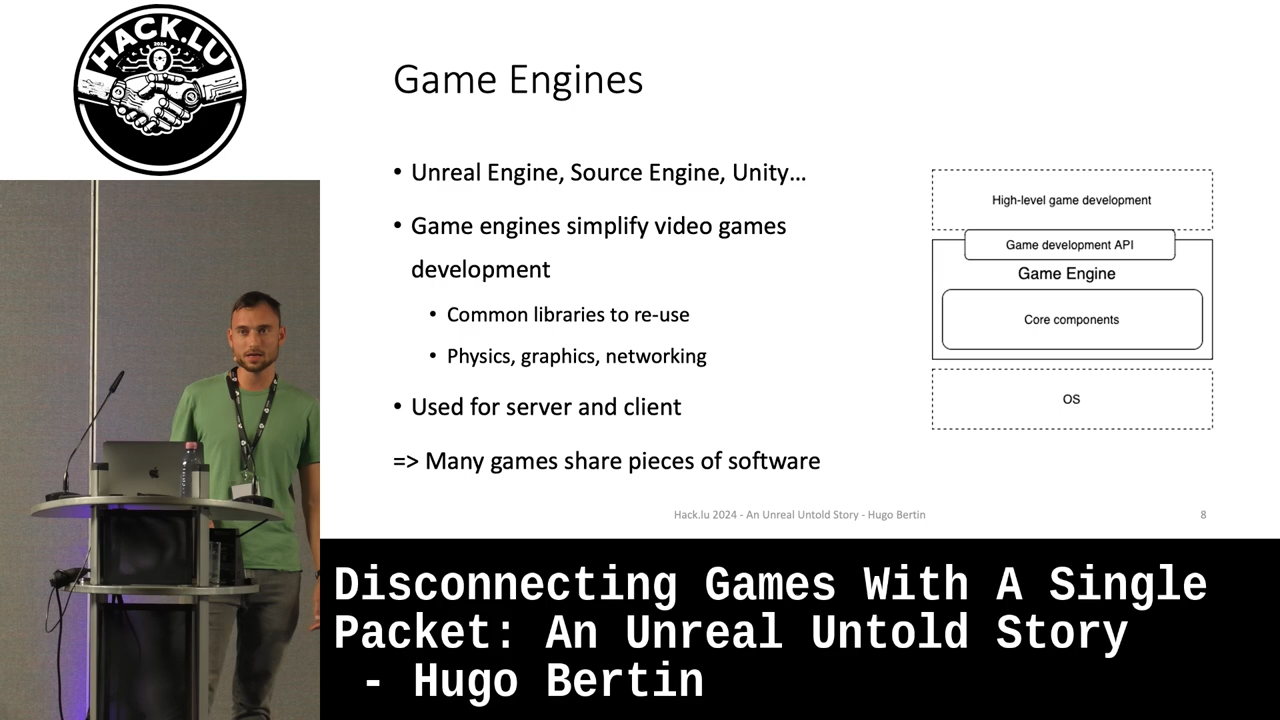 HACK.LU
2024
Game Engines
• Unreal Engine, Source Engine, Unity...
• Game engines simplify video games
development
• Common libraries to re-use
• Physics, graphics, networking
• Used for server and client
=> Many games share pieces of software
High-level game development
Game development API
Game Engine
Core components
OS
Hack.lu 2024 - An Unreal Untold Story - Hugo Bertin
8
Disconnecting Games With A Single
Packet: An Unreal Untold Story
- Hugo Bertin